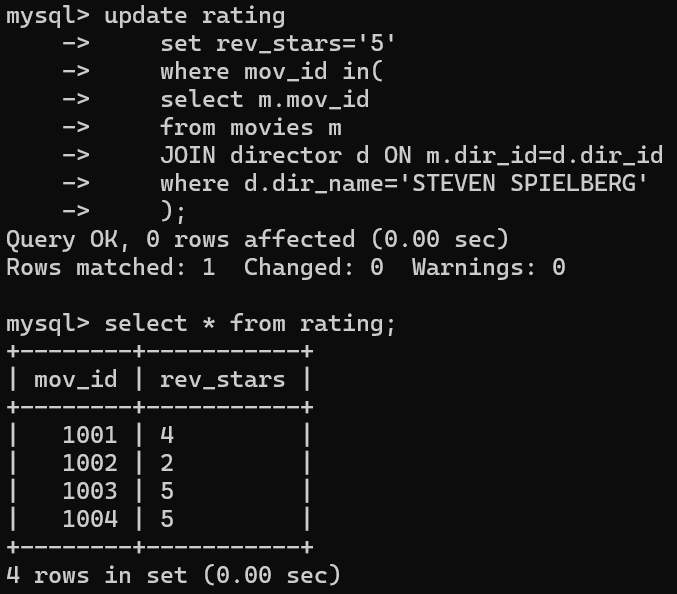 mysql> update rating
    ->     set rev_stars='5'
    ->     where mov_id in(
    ->     select m.mov_id
    ->     from movies m
    ->     JOIN director d ON m.dir_id=d.dir_id
    ->     where d.dir_name='STEVEN SPIELBERG'
    ->     );
Query OK, 0 rows affected (0.00 sec)
Rows matched: 1  Changed: 0  Warnings: 0

mysql> select * from rating;
+--------+-----------+
| mov_id | rev_stars |
+--------+-----------+
|   1001 | 4         |
|   1002 | 2         |
|   1003 | 5         |
|   1004 | 5         |
+--------+-----------+
4 rows in set (0.00 sec)